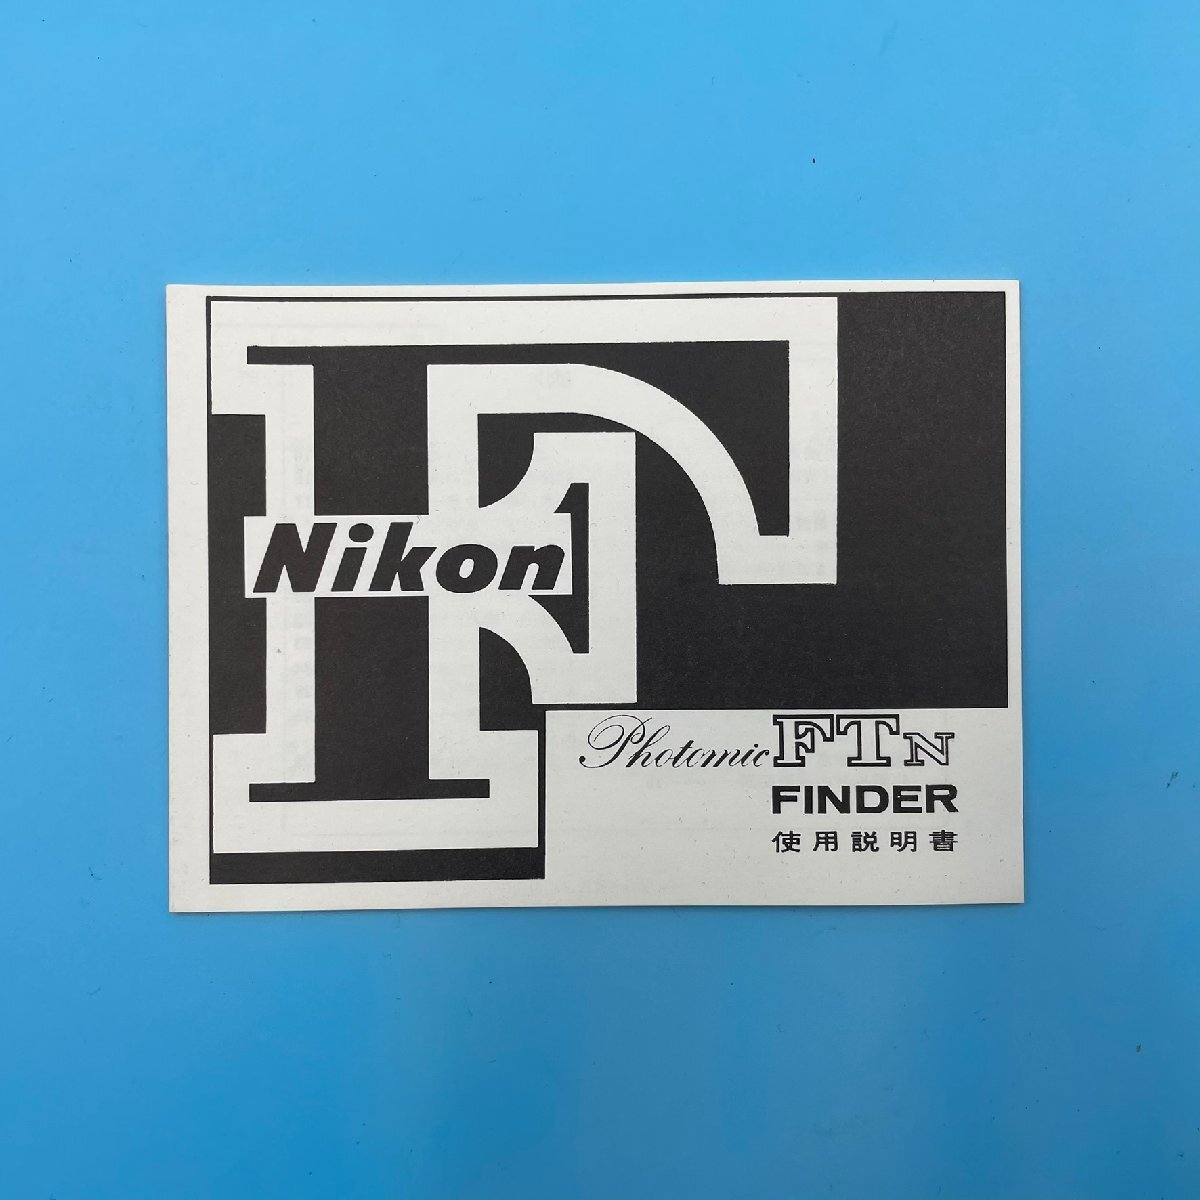 F
Nikon
Photomic FTN
FINDER
使用説明書